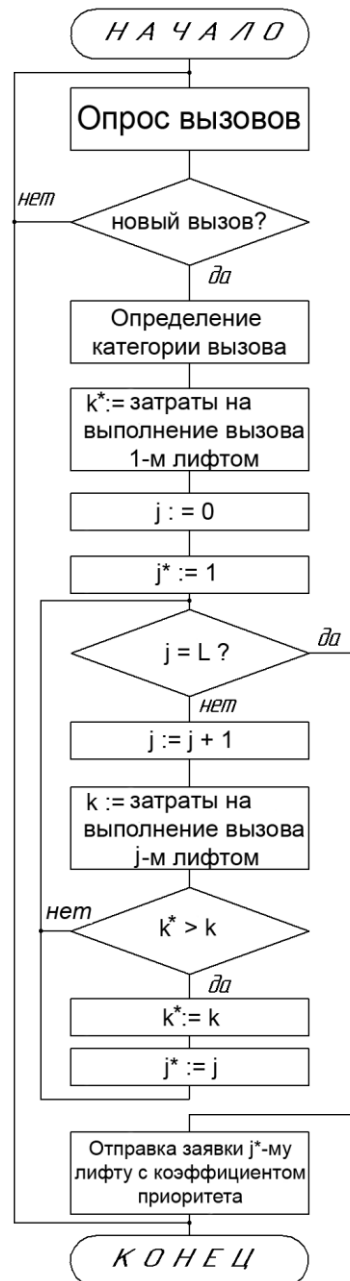 НАЧАЛО
Опрос вызовов
нет
новый вызов?
да
Определение
категории вызова
k*:= затраты на
выполнение вызова
1-м лифтом
j : = 0
j* := 1
да
j = L ?
нет
j := j + 1
k := затраты на
выполнение вызова
j-м лифтом
нет
k* > k
да
k*:= k
j* := j
Отправка заявки j*-му
лифту с коэффициентом
приоритета
КОНЕЦ